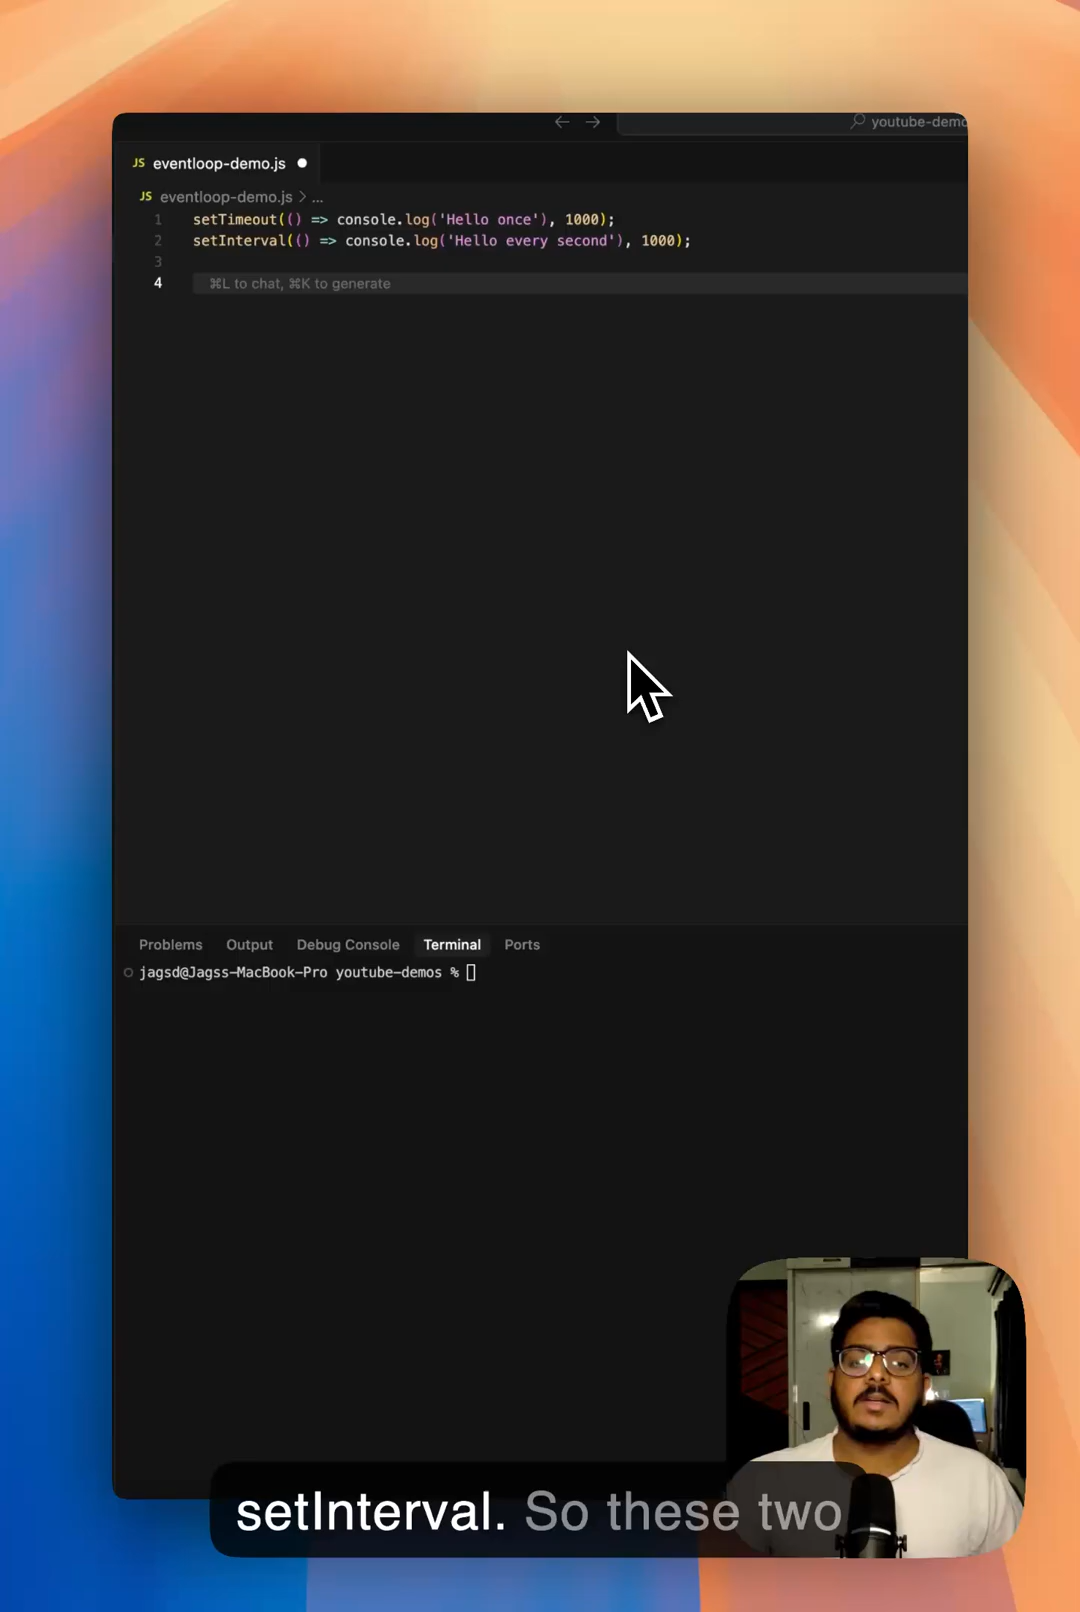 youtube-demo
JS eventloop-demo.js
JS eventloop-demo.js > ...
1 setTimeout(() => console.log('Hello once'), 1000);
2 setInterval(() => console.log('Hello every second'), 1000);
3
4 ⌘L to chat, ⌘K to generate
Problems Output Debug Console Terminal Ports
jagsd@Jagss-MacBook-Pro youtube-demos %
setInterval. So these two